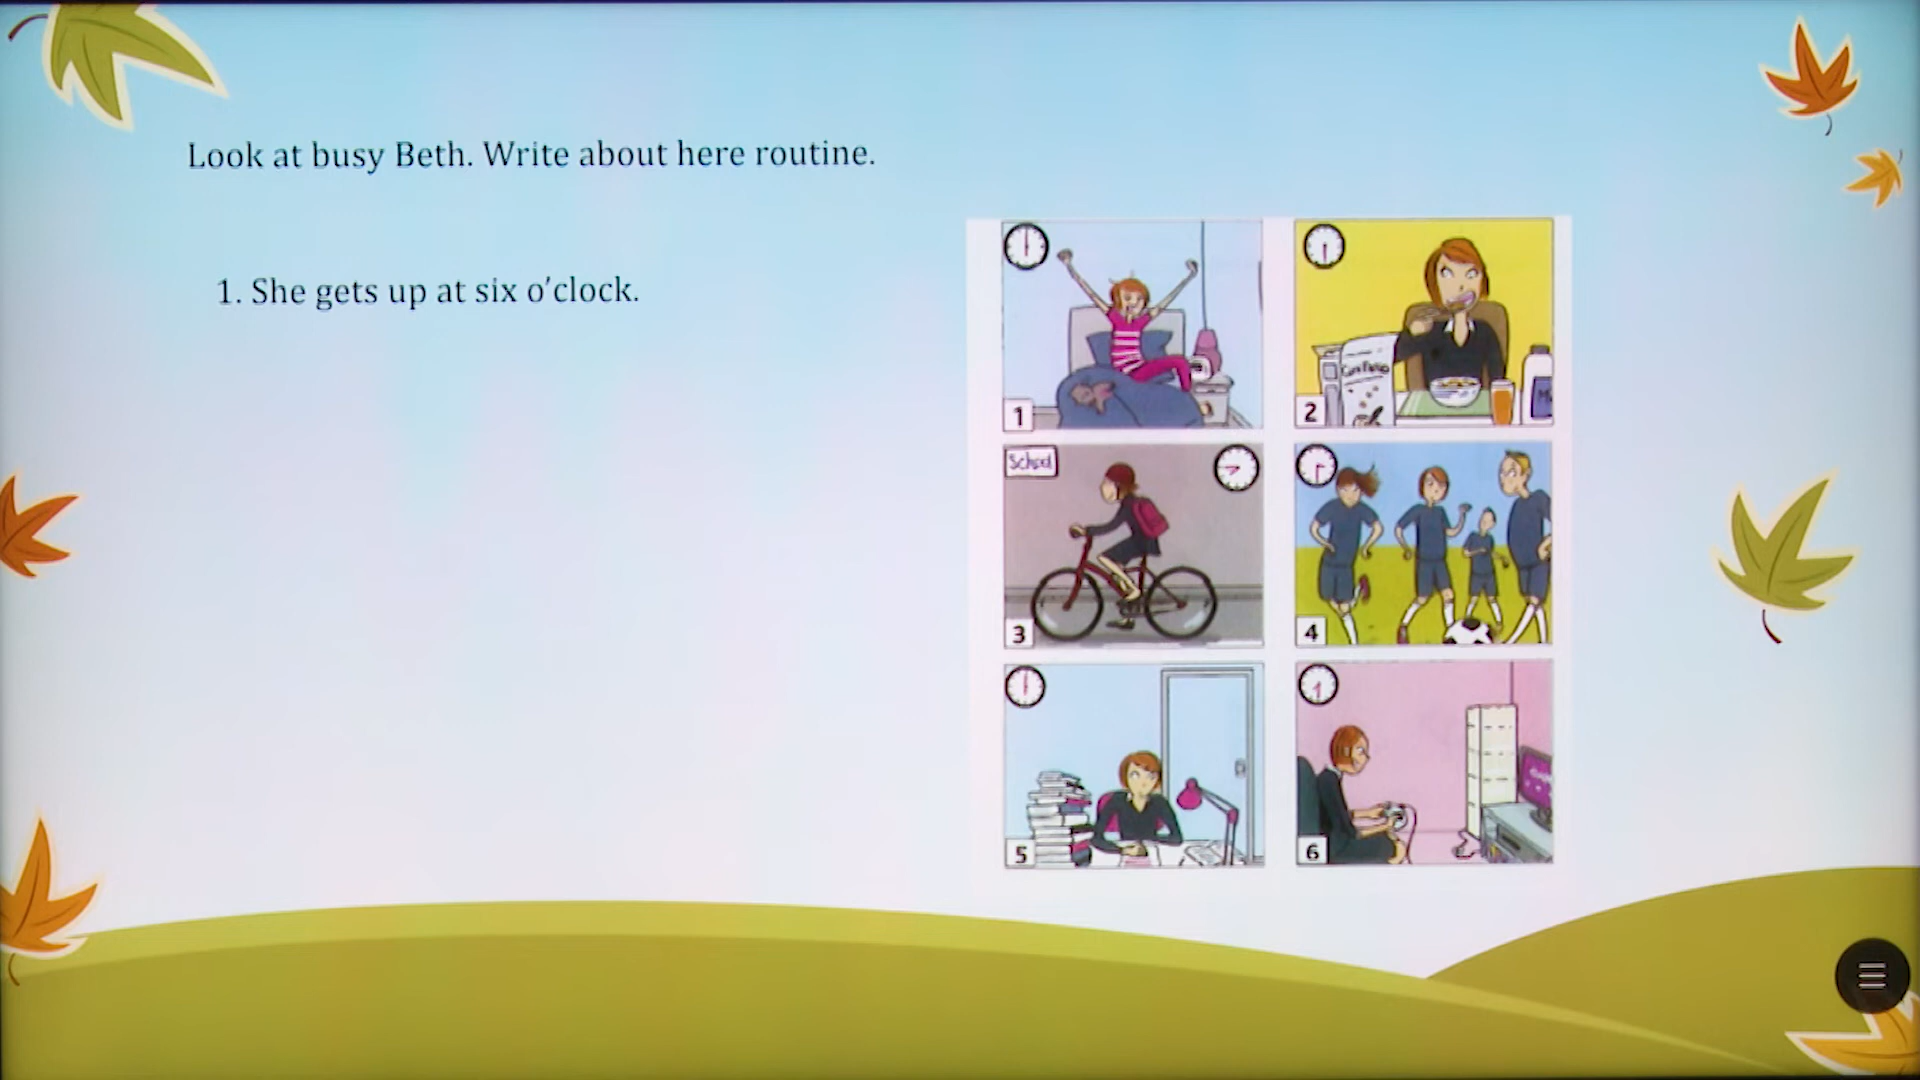 Look at busy Beth. Write about here routine.
1. She gets up at six o'clock.
1
2
School
3
4
5
6